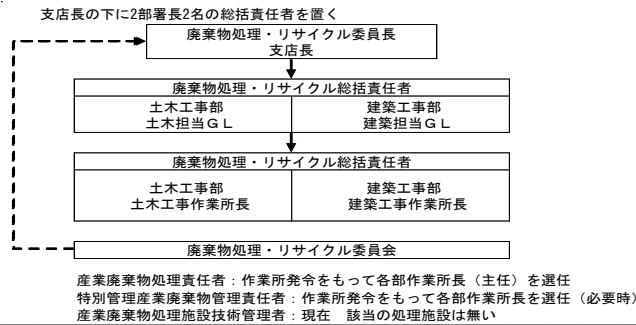 支店長の下に2部署長2名の総括責任者を置く
廃棄物処理・リサイクル委員長
支店長
廃棄物処理・リサイクル総括責任者
土木工事部
土木担当ＧＬ
建築工事部
建築担当ＧＬ
廃棄物処理・リサイクル総括責任者
土木工事部
土木工事作業所長
建築工事部
建築工事作業所長
廃棄物処理・リサイクル委員会
産業廃棄物処理責任者：作業所発令をもって各部作業所長（主任）を選任
特別管理産業廃棄物管理責任者：作業所発令をもって各部作業所長を選任（必要時）
産業廃棄物処理施設技術管理者：現在　該当の処理施設は無い